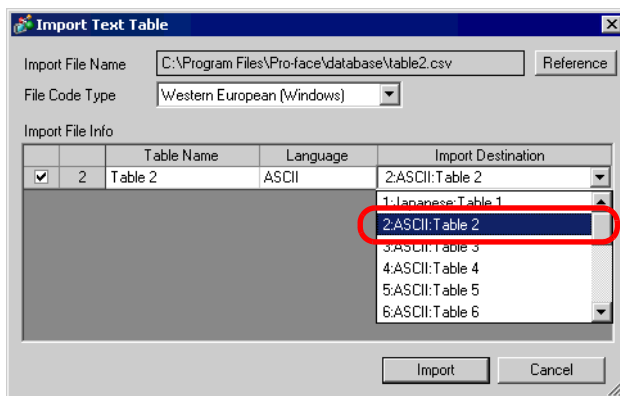 Import Text Table
Import File Name C:\Program Files\Pro-face\database\table2.csv Reference
File Code Type Western European (Windows)
Import File Info
Table Name Language Import Destination
2 Table 2 ASCII 2:ASCII:Table 2
1:Japanese:Table 1
2:ASCII:Table 2
3:ASCII:Table 3
4:ASCII:Table 4
5:ASCII:Table 5
6:ASCII:Table 6
Import Cancel